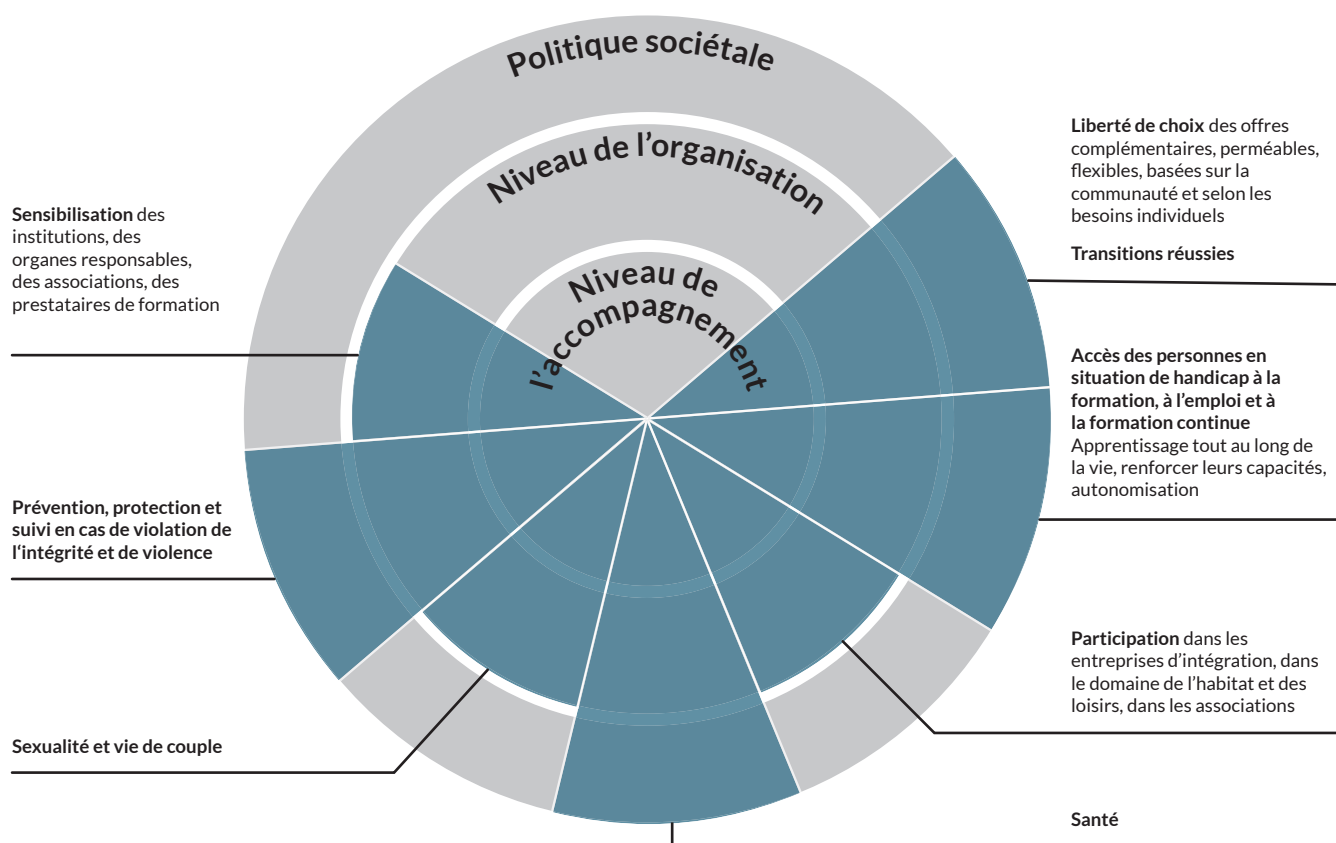 Politique sociétale
Niveau de l’organisation
Niveau de
l’accompagnement
Sensibilisation des
institutions, des
organes responsables,
des associations, des
prestataires de formation
Prévention, protection et
suivi en cas de violation de
l‘intégrité et de violence
Sexualité et vie de couple
Liberté de choix des offres
complémentaires, perméables,
flexibles, basées sur la
communauté et selon les
besoins individuels
Transitions réussies
Accès des personnes en
situation de handicap à la
formation, à l’emploi et à
la formation continue
Apprentissage tout au long de
la vie, renforcer leurs capacités,
autonomisation
Participation dans les
entreprises d’intégration, dans
le domaine de l’habitat et des
loisirs, dans les associations
Santé